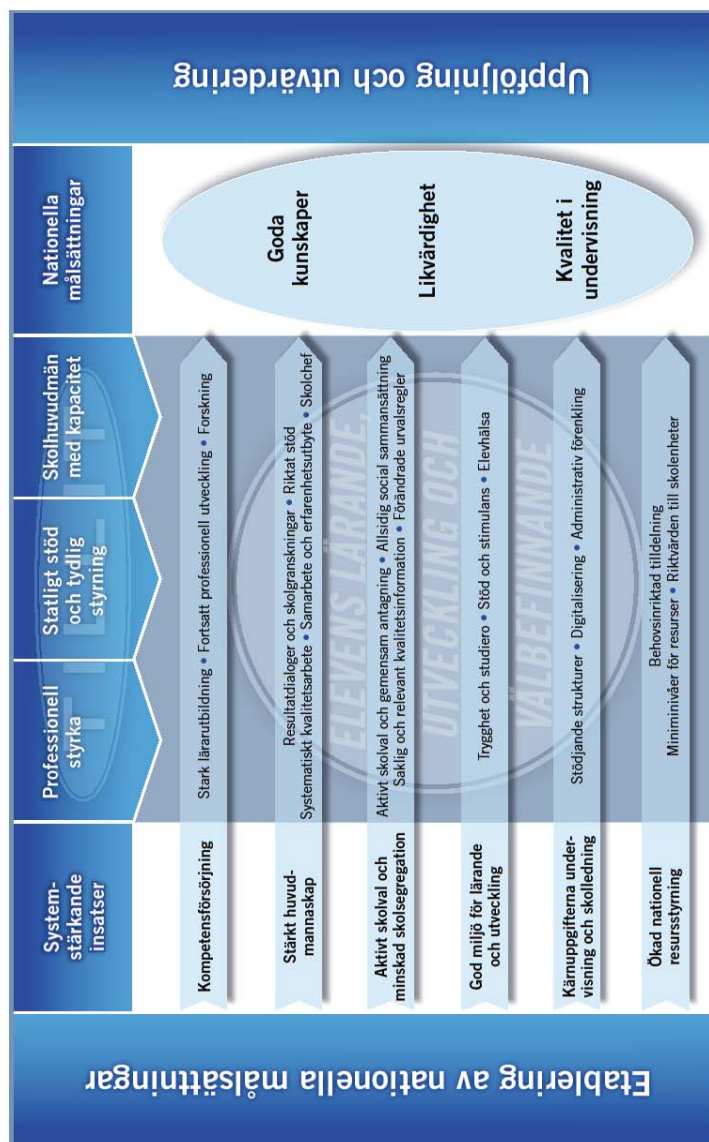 Etablering av nationella målsättningar
System-
stärkande
insatser
Professionell
styrka
Statligt stöd
och tydlig
styrning
Skolhuvudmän
med kapacitet
Nationella
målsättningar
Kompetensförsörjning
Stark lärarutbildning • Fortsatt professionell utveckling • Forskning
Stärkt huvud-
mannaskap
Resultatdialoger och skolgranskningar • Riktat stöd
Systematiskt kvalitetsarbete • Samarbete och erfarenhetsutbyte • Skolchef
Aktivt skolval och
minskad skolsegregation
Aktivt skolval och gemensam antagning • Allsidig social sammansättning
Saklig och relevant kvalitetsinformation • Förändrade urvalsregler
God miljö för lärande
och utveckling
Trygghet och studiero • Stöd och stimulans • Elevhälsa
Kärnuppgifterna under-
visning och skolledning
Stödjande strukturer • Digitalisering • Administrativ förenkling
Ökad nationell
resursstyrning
Behovsinriktad tilldelning
Miniminivåer för resurser • Riktvärden till skolenheter
ELEVENS LÄRANDE,
UTVECKLING OCH
VÄLBEFINNANDE
Goda
kunskaper
Likvärdighet
Kvalitet i
undervisning
Uppföljning och utvärdering